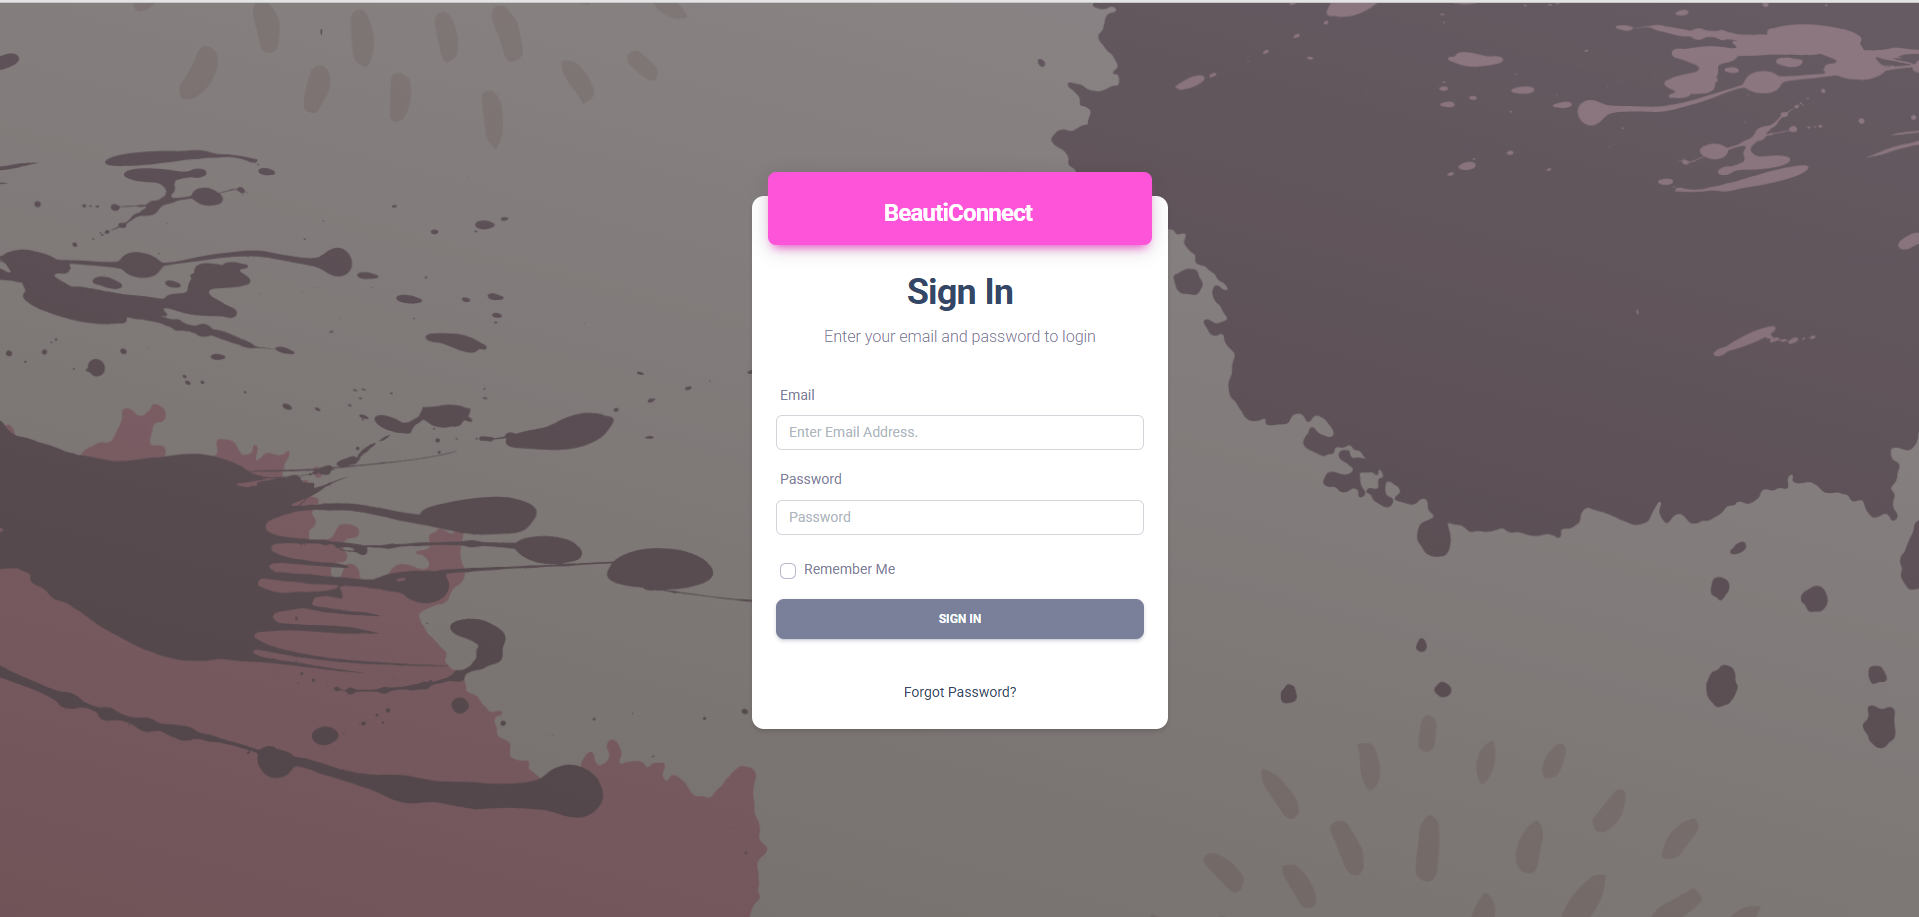 BeautiConnect
Sign In
Enter your email and password to login
Email
Enter Email Address.
Password
Password
Remember Me
SIGN IN
Forgot Password?